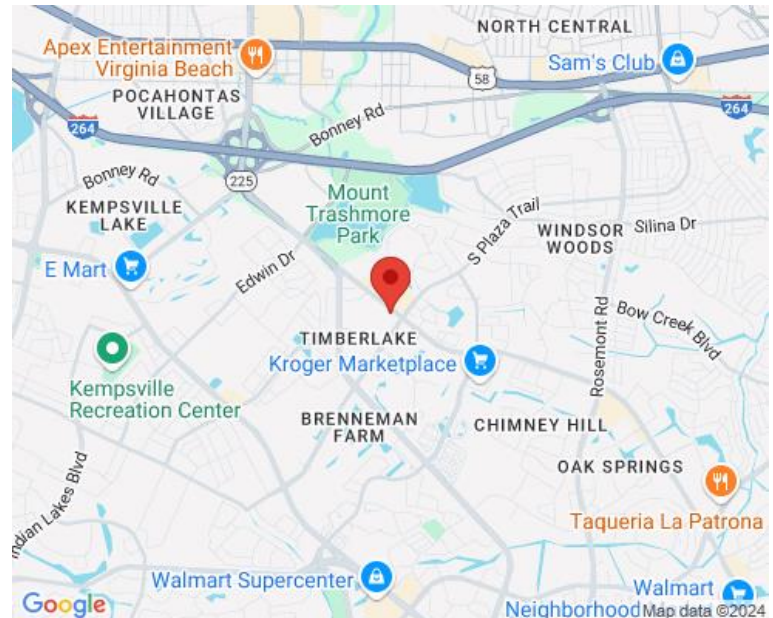 NORTH CENTRAL
Apex Entertainment
Virginia Beach
58
Sam's Club
POCAHONTAS
VILLAGE
264
Bonney Rd
264
225
Bonney Rd
Mount
Trashmore
Park
KEMPSVILLE
LAKE
S Plaza Trail
WINDSOR
WOODS
Silina Dr
E Mart
Edwin Dr
Rosemont Rd
Bow Creek Blvd
TIMBERLAKE
Kroger Marketplace
Kempsville
Recreation Center
BRENNEMAN
FARM
CHIMNEY HILL
OAK SPRINGS
Indian Lakes Blvd
Taqueria La Patrona
Walmart Supercenter
Walmart
Neighborhood
Google
Map data ©2024